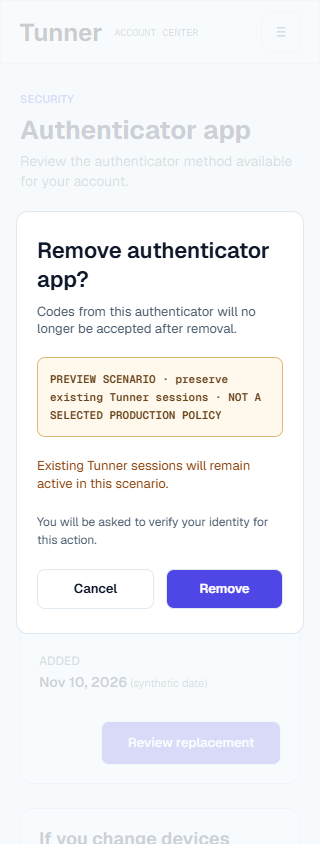 Tunner ACCOUNT CENTER
SECURITY
Authenticator app
Review the authenticator method available
for your account.
Remove authenticator
app?
Codes from this authenticator will no
longer be accepted after removal.
PREVIEW SCENARIO · preserve
existing Tunner sessions · NOT A
SELECTED PRODUCTION POLICY
Existing Tunner sessions will remain
active in this scenario.
You will be asked to verify your identity for
this action.
Cancel Remove
ADDED
Nov 10, 2026 (synthetic date)
Review replacement
If you change devices